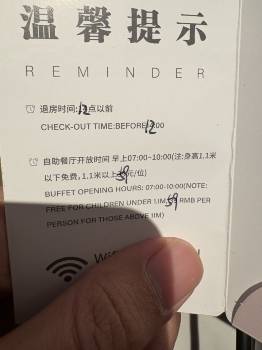 温馨提示
REMINDER
退房时间:12点以前
CHECK-OUT TIME:BEFORE 12:00
自助餐厅开放时间 早上07:00-10:00(注:身高1.1米
以下免费，1.1米以上59元/位)
BUFFET OPENING HOURS: 07:00-10:00(NOTE:
FREE FOR CHILDREN UNDER 1.1M, 59 RMB PER
PERSON FOR THOSE ABOVE 1.1M)